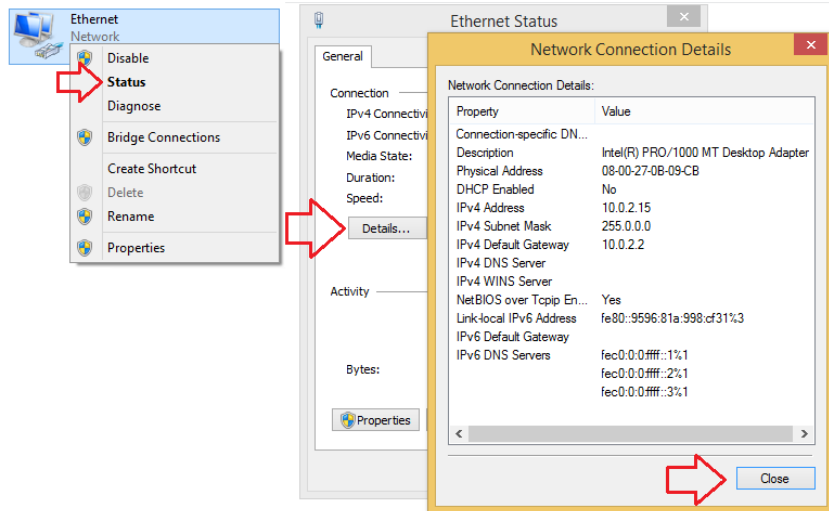 Ethernet
Network
Disable
Status
Diagnose
Bridge Connections
Create Shortcut
Delete
Rename
Properties
Ethernet Status
General
Connection
IPv4 Connectivi
IPv6 Connectivi
Media State:
Duration:
Speed:
Details...
Activity
Bytes:
Properties
Network Connection Details
Network Connection Details:
Property Value
Connection-specific DN...
Description Intel(R) PRO/1000 MT Desktop Adapter
Physical Address 08-00-27-0B-09-CB
DHCP Enabled No
IPv4 Address 10.0.2.15
IPv4 Subnet Mask 255.0.0.0
IPv4 Default Gateway 10.0.2.2
IPv4 DNS Server
IPv4 WINS Server
NetBIOS over Tcpip En... Yes
Link-local IPv6 Address fe80::9596:81a:998:cf31%3
IPv6 Default Gateway
IPv6 DNS Servers fec0:0:0:ffff::1%1
fec0:0:0:ffff::2%1
fec0:0:0:ffff::3%1
Close